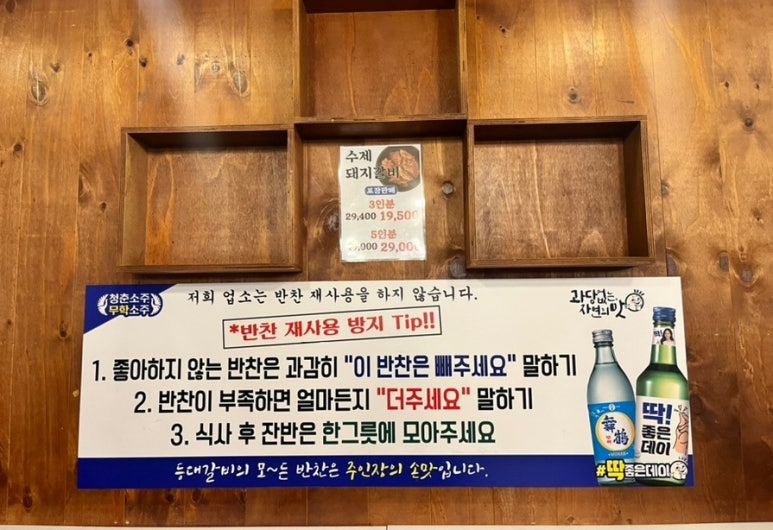 수제
돼지갈비
포장판매
3인분
29,400 19,500
5인분
29,000
청춘소주
무학소주
저희 업소는 반찬 재사용을 하지 않습니다.
*반찬 재사용 방지 Tip!!
1. 좋아하지 않는 반찬은 과감히 "이 반찬은 빼주세요" 말하기
2. 반찬이 부족하면 얼마든지 "더주세요" 말하기
3. 식사 후 잔반은 한그릇에 모아주세요
등대갈비의 모~든 반찬은 주인장의 손맛입니다.
과당없는
자연의 맛
舞鶴
딱!
좋은
데이
#딱좋은데이